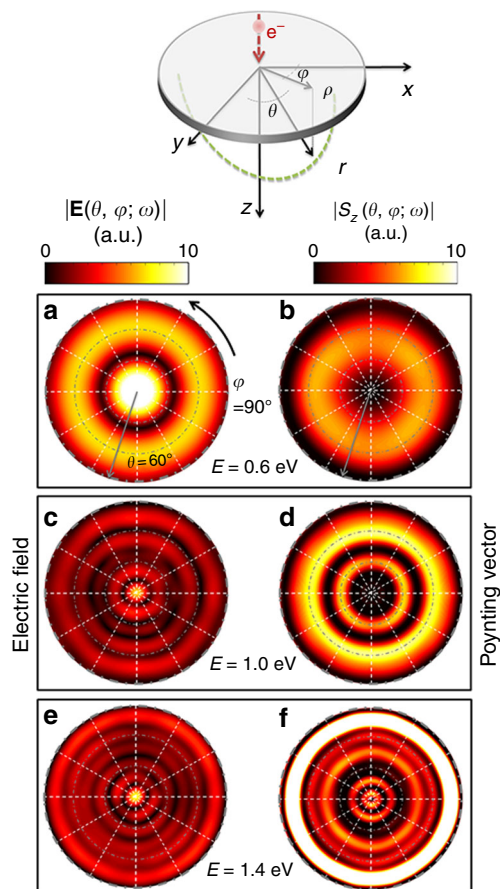 e⁻
φ
ρ
x
θ
y
r
z
|E(θ, φ; ω)|
(a.u.)
0 10
|S_z (θ, φ; ω)|
(a.u.)
0 10
a
b
φ
=90°
θ = 60°
E = 0.6 eV
c
d
E = 1.0 eV
e
f
E = 1.4 eV
Electric field
Poynting vector